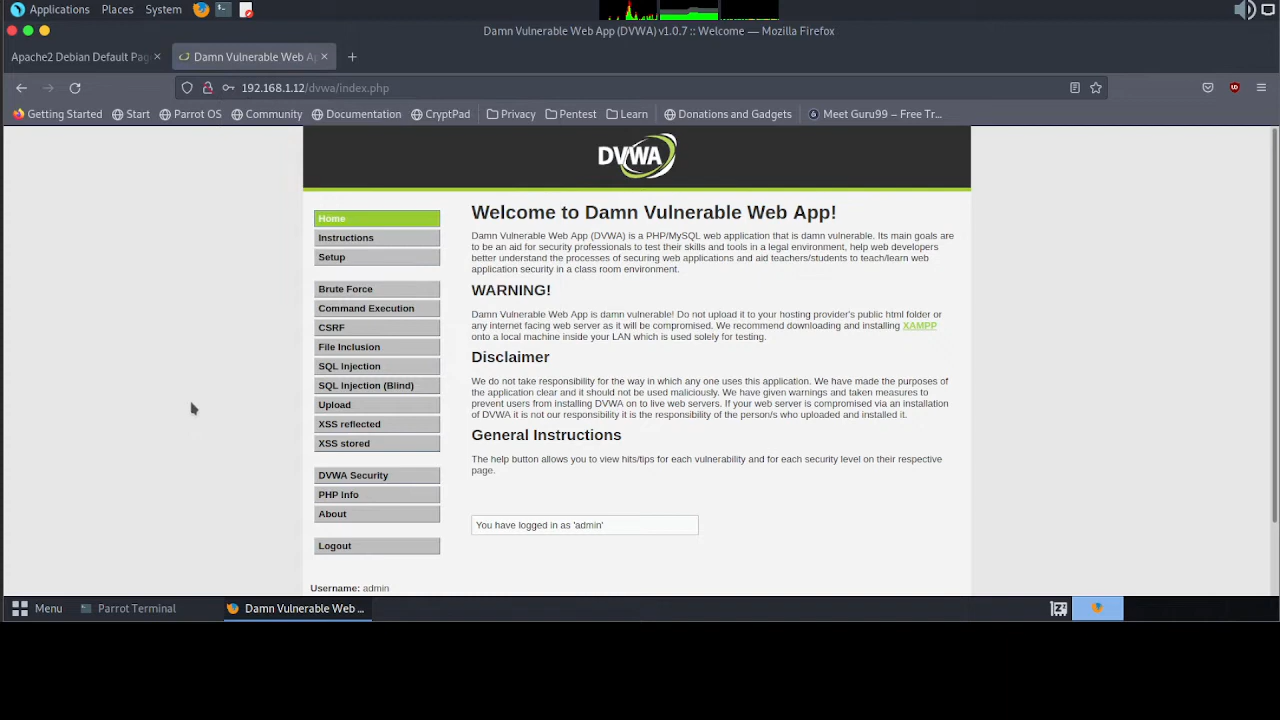 Applications Places System
Damn Vulnerable Web App (DVWA) v1.0.7 :: Welcome — Mozilla Firefox
Apache2 Debian Default Pag
Damn Vulnerable Web Ap
192.168.1.12/dvwa/index.php
Getting Started Start Parrot OS Community Documentation CryptPad Privacy Pentest Learn Donations and Gadgets Meet Guru99 – Free Tr...
DVWA
Home
Instructions
Setup
Brute Force
Command Execution
CSRF
File Inclusion
SQL Injection
SQL Injection (Blind)
Upload
XSS reflected
XSS stored
DVWA Security
PHP Info
About
Logout
Welcome to Damn Vulnerable Web App!
Damn Vulnerable Web App (DVWA) is a PHP/MySQL web application that is damn vulnerable. Its main goals are
to be an aid for security professionals to test their skills and tools in a legal environment, help web developers
better understand the processes of securing web applications and aid teachers/students to teach/learn web
application security in a class room environment.
WARNING!
Damn Vulnerable Web App is damn vulnerable! Do not upload it to your hosting provider's public html folder or
any internet facing web server as it will be compromised. We recommend downloading and installing XAMPP
onto a local machine inside your LAN which is used solely for testing.
Disclaimer
We do not take responsibility for the way in which any one uses this application. We have made the purposes of
the application clear and it should not be used maliciously. We have given warnings and taken measures to
prevent users from installing DVWA on to live web servers. If your web server is compromised via an installation
of DVWA it is not our responsibility it is the responsibility of the person/s who uploaded and installed it.
General Instructions
The help button allows you to view hits/tips for each vulnerability and for each security level on their respective
page.
You have logged in as 'admin'
Username: admin
Menu Parrot Terminal Damn Vulnerable Web ...